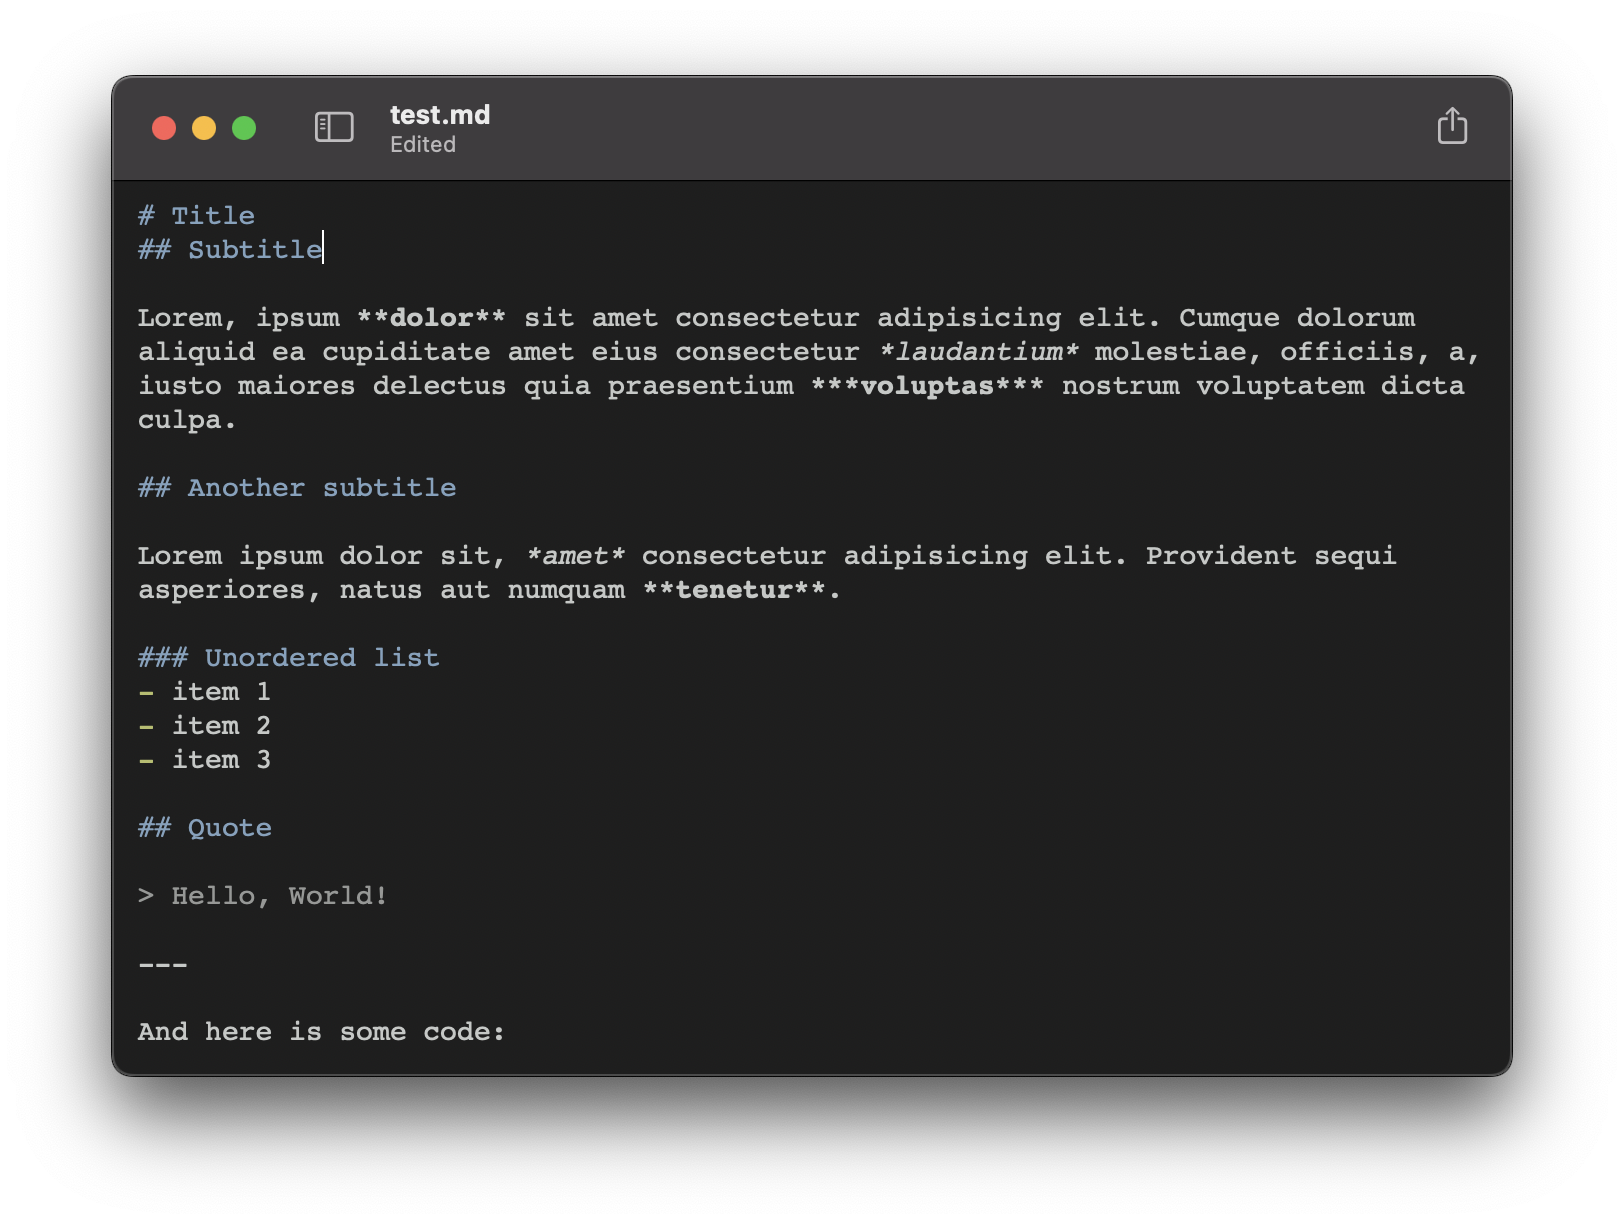 test.md
Edited
# Title
## Subtitle
Lorem, ipsum **dolor** sit amet consectetur adipisicing elit. Cumque dolorum
aliquid ea cupiditate amet eius consectetur *laudantium* molestiae, officiis, a,
iusto maiores delectus quia praesentium ***voluptas*** nostrum voluptatem dicta
culpa.
## Another subtitle
Lorem ipsum dolor sit, *amet* consectetur adipisicing elit. Provident sequi
asperiores, natus aut numquam **tenetur**.
### Unordered list
- item 1
- item 2
- item 3
## Quote
> Hello, World!
---
And here is some code: